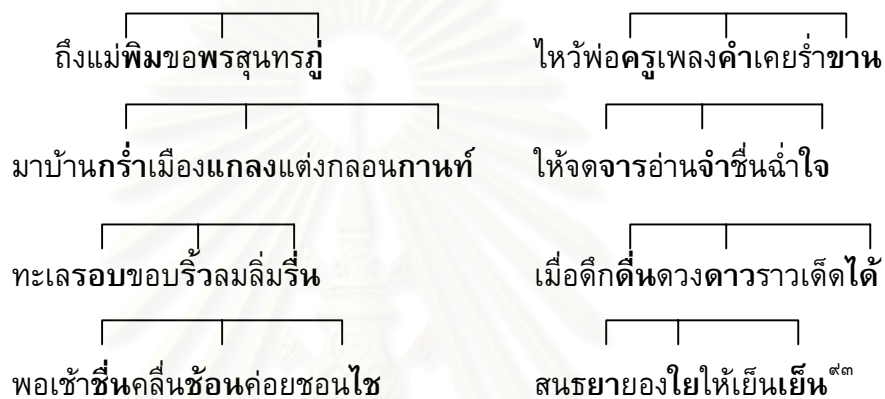 ถึงแม่พิมขอพรสุนทรภู่ ไหว้พ่อครูเพลงคำเคยร่ำขาน
มาบ้านกร่ำเมืองแกลงแต่งกลอนกานท์ ให้จดจารอ่านจำชื่นฉ่ำใจ
ทะเลรอบขอบริ้วลมลิ่มรื่น เมื่อดึกดื่นดวงดาวราวเด็ดได้
พอเช้าชื่นคลื่นช้อนค่อยชอนไช สนธยายองใยให้เย็นเย็น๙๓